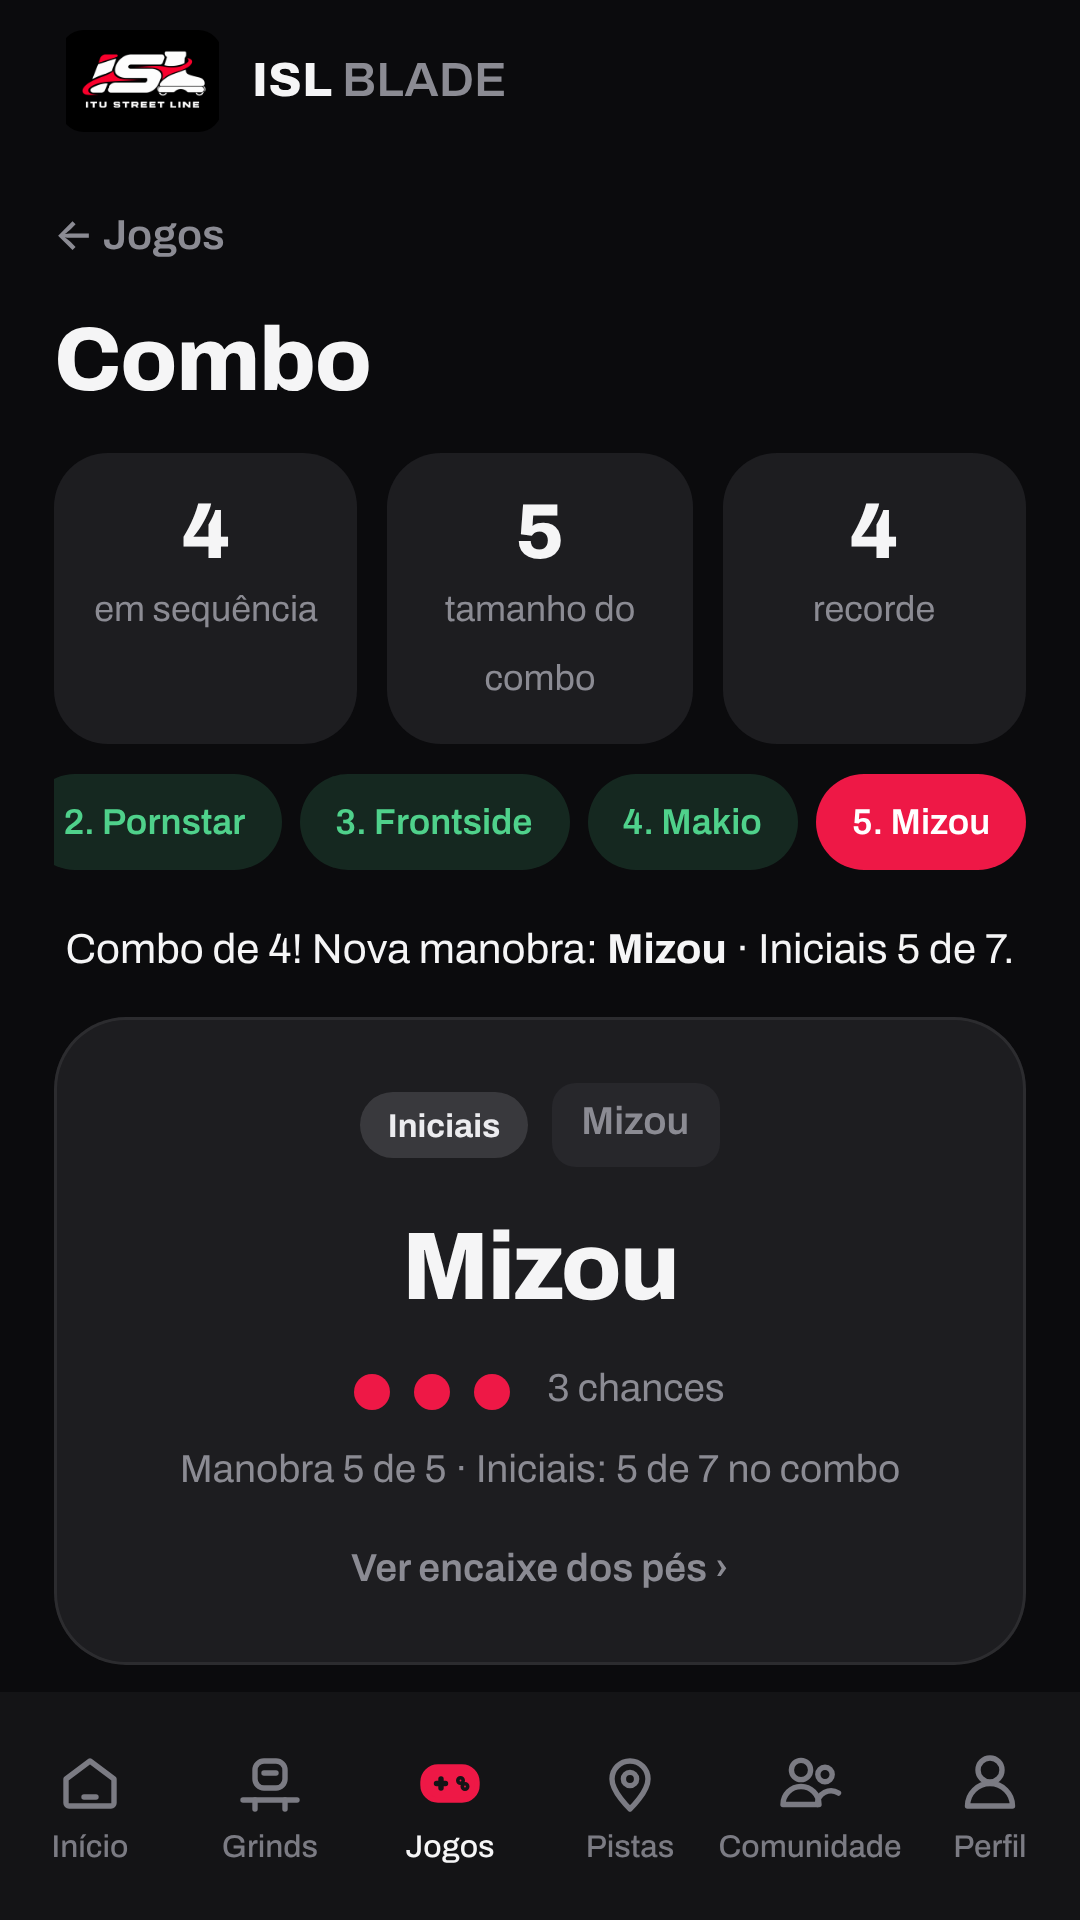 ISL
ITU STREET LINE
ISL BLADE
← Jogos
Combo
4
em sequência
5
tamanho do
combo
4
recorde
2. Pornstar
3. Frontside
4. Makio
5. Mizou
Combo de 4! Nova manobra: Mizou · Iniciais 5 de 7.
Iniciais
Mizou
Mizou
3 chances
Manobra 5 de 5 · Iniciais: 5 de 7 no combo
Ver encaixe dos pés ›
Início
Grinds
Jogos
Pistas
Comunidade
Perfil